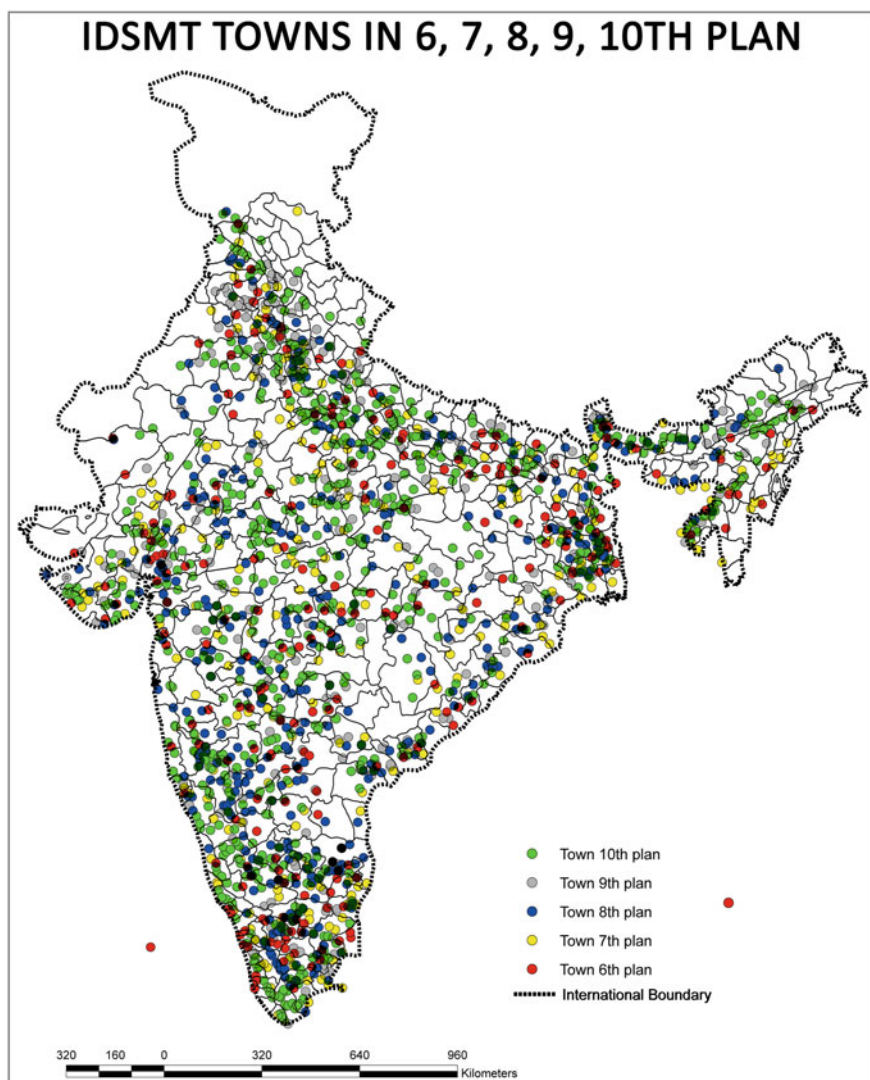 IDSMT TOWNS IN 6, 7, 8, 9, 10TH PLAN
Town 10th plan
Town 9th plan
Town 8th plan
Town 7th plan
Town 6th plan
International Boundary
320 160 0 320 640 960
Kilometers